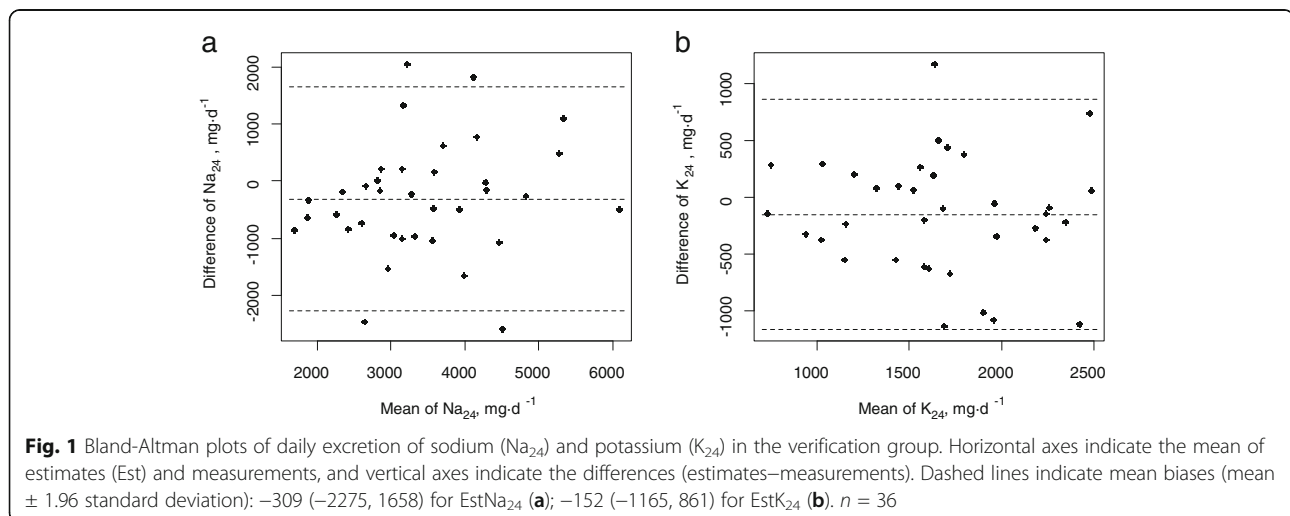 a
b
2000
1000
0
-1000
-2000
Difference of Na24 , mg·d-1
2000 3000 4000 5000 6000
Mean of Na24, mg·d -1
1000
500
0
-500
-1000
Difference of K24 , mg·d-1
1000 1500 2000 2500
Mean of K24, mg·d -1
Fig. 1 Bland-Altman plots of daily excretion of sodium (Na24) and potassium (K24) in the verification group. Horizontal axes indicate the mean of
estimates (Est) and measurements, and vertical axes indicate the differences (estimates–measurements). Dashed lines indicate mean biases (mean
± 1.96 standard deviation): −309 (−2275, 1658) for EstNa24 (a); −152 (−1165, 861) for EstK24 (b). n = 36